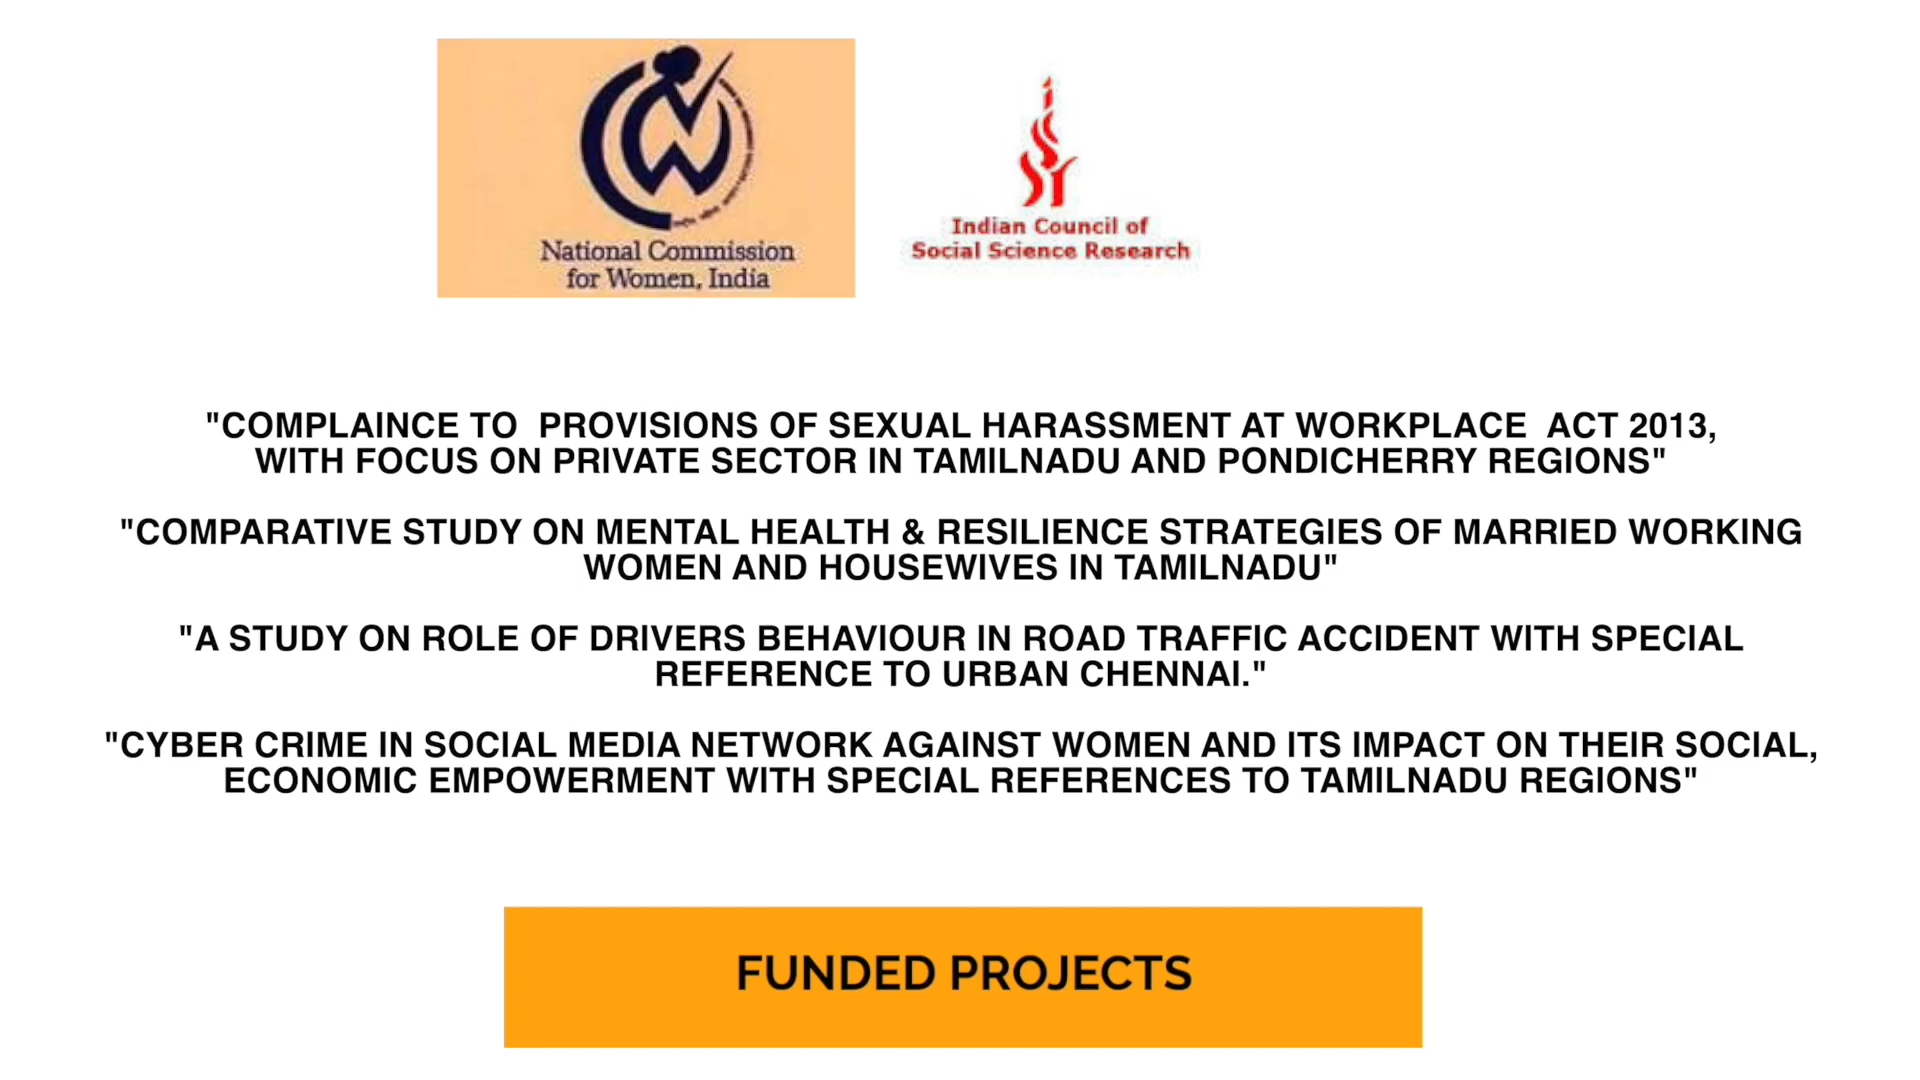 National Commission
for Women, India
Indian Council of
Social Science Research
"COMPLAINCE TO  PROVISIONS OF SEXUAL HARASSMENT AT WORKPLACE  ACT 2013,
WITH FOCUS ON PRIVATE SECTOR IN TAMILNADU AND PONDICHERRY REGIONS"
"COMPARATIVE STUDY ON MENTAL HEALTH & RESILIENCE STRATEGIES OF MARRIED WORKING
WOMEN AND HOUSEWIVES IN TAMILNADU"
"A STUDY ON ROLE OF DRIVERS BEHAVIOUR IN ROAD TRAFFIC ACCIDENT WITH SPECIAL
REFERENCE TO URBAN CHENNAI."
"CYBER CRIME IN SOCIAL MEDIA NETWORK AGAINST WOMEN AND ITS IMPACT ON THEIR SOCIAL,
ECONOMIC EMPOWERMENT WITH SPECIAL REFERENCES TO TAMILNADU REGIONS"
FUNDED PROJECTS